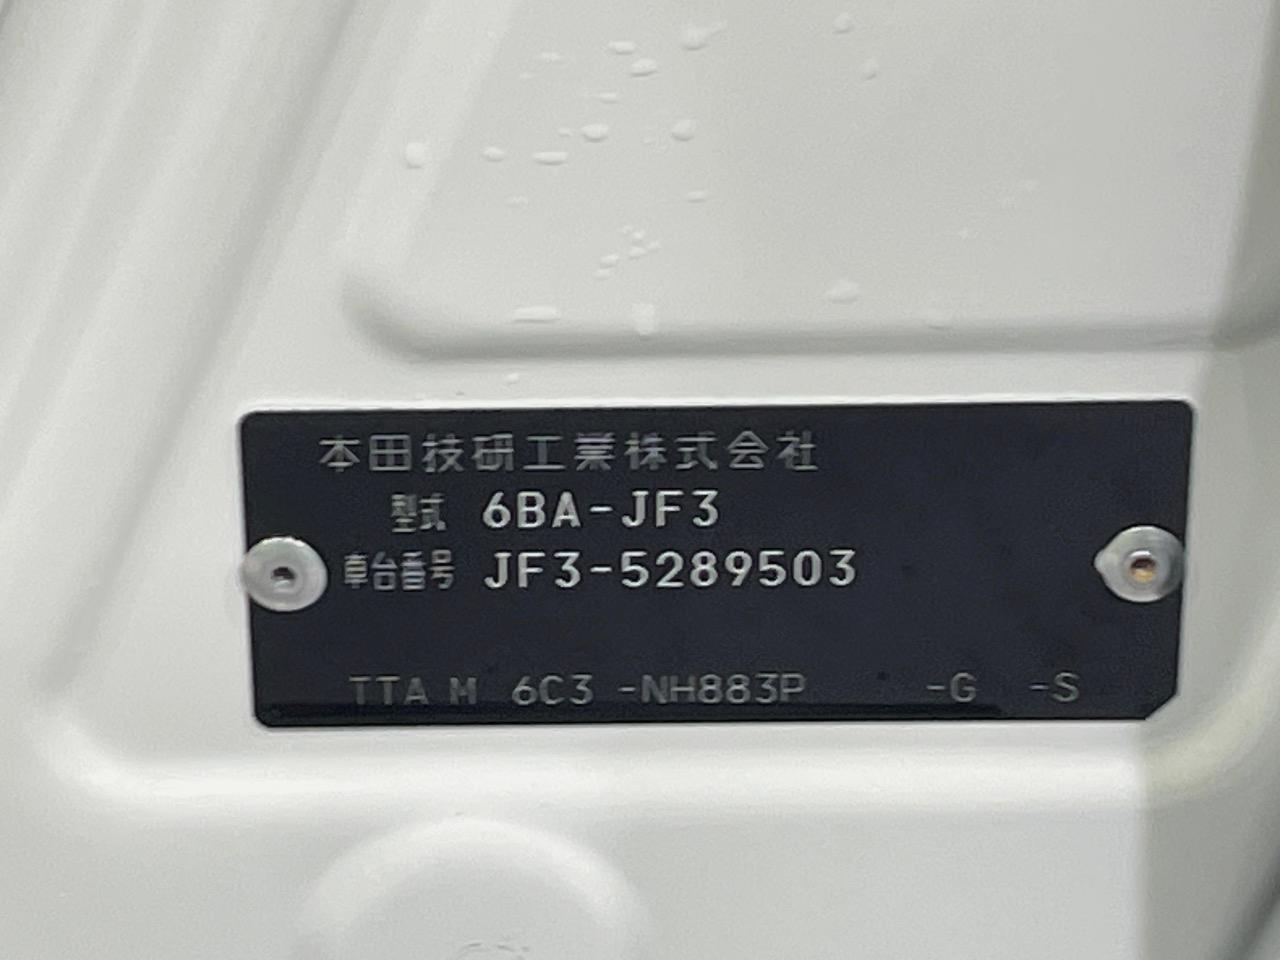 本田技研工業株式会社
型式 6BA-JF3
車台番号 JF3-5289503
TTA M 6C3 -NH883P -G -S